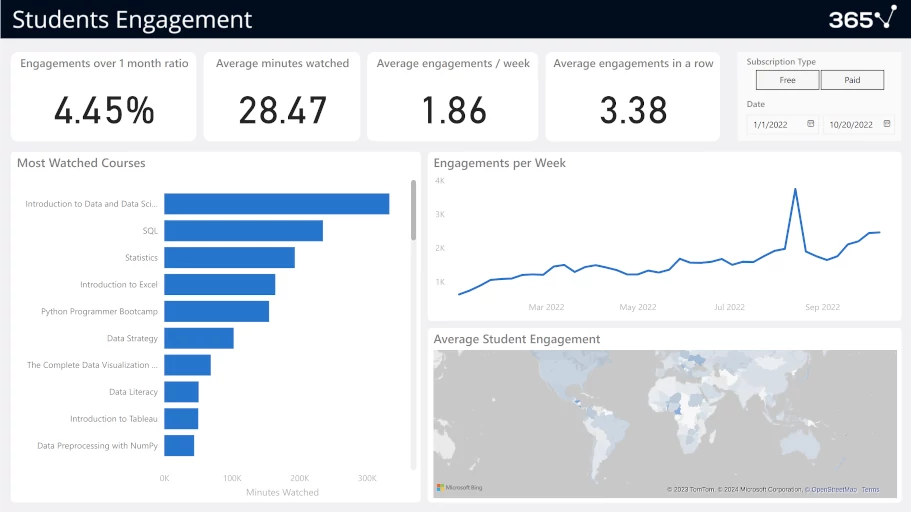 Students Engagement
365
Engagements over 1 month ratio
4.45%
Average minutes watched
28.47
Average engagements / week
1.86
Average engagements in a row
3.38
Subscription Type
Free
Paid
Date
1/1/2022
10/20/2022
Most Watched Courses
Introduction to Data and Data Sci...
SQL
Statistics
Introduction to Excel
Python Programmer Bootcamp
Data Strategy
The Complete Data Visualization ...
Data Literacy
Introduction to Tableau
Data Preprocessing with NumPy
0K 100K 200K 300K
Minutes Watched
Engagements per Week
4K
3K
2K
1K
Mar 2022 May 2022 Jul 2022 Sep 2022
Average Student Engagement
Microsoft Bing
© 2023 TomTom, © 2024 Microsoft Corporation, © OpenStreetMap Terms